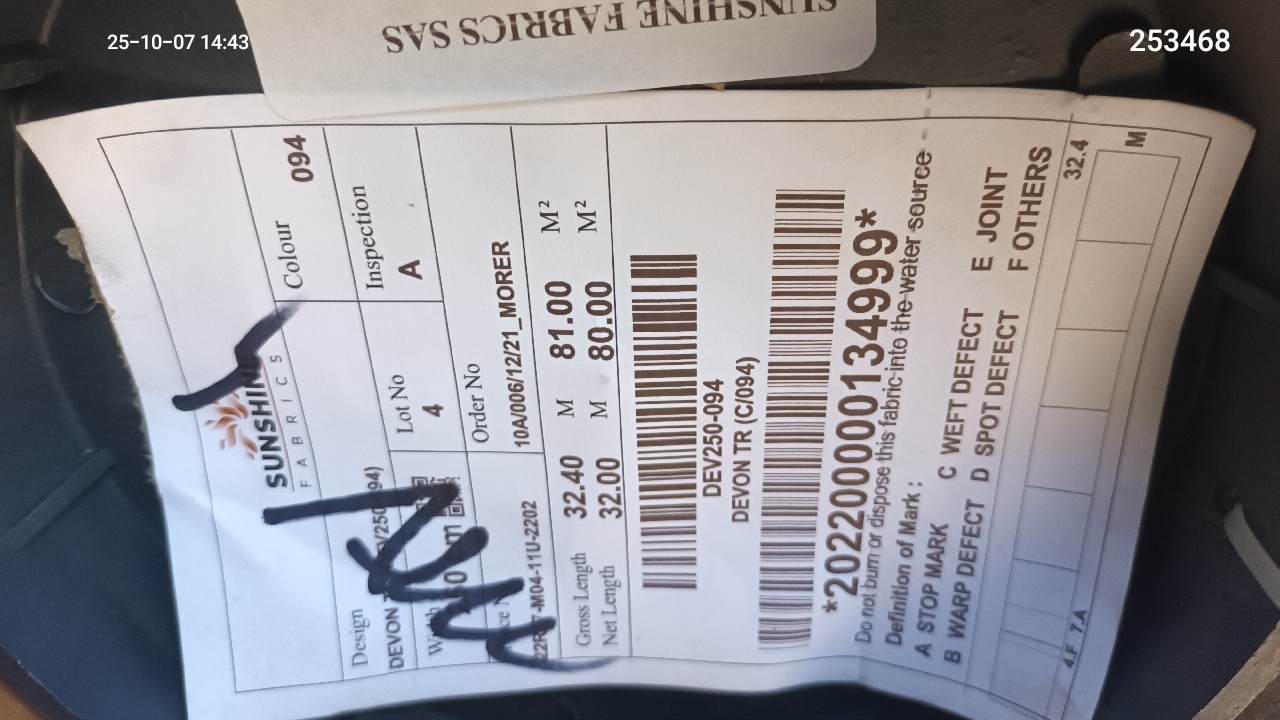 25-10-07 14:43
253468
SUNSHINE FABRICS SAS
SUNSHINE
FABRICS
Colour
094
Design
DEVON
Lot No
4
Inspection
A
Order No
10A/006/12/21_MORER
-M04-11U-2202
Gross Length 32.40 M 81.00 M²
Net Length 32.00 M 80.00 M²
DEV250-094
DEVON TR (C/094)
*20222000000134999*
Do not burn or dispose this fabric into the water source
Definition of Mark :
A STOP MARK C WEFT DEFECT E JOINT
B WARP DEFECT D SPOT DEFECT F OTHERS
32.4
4.F 7.A
M